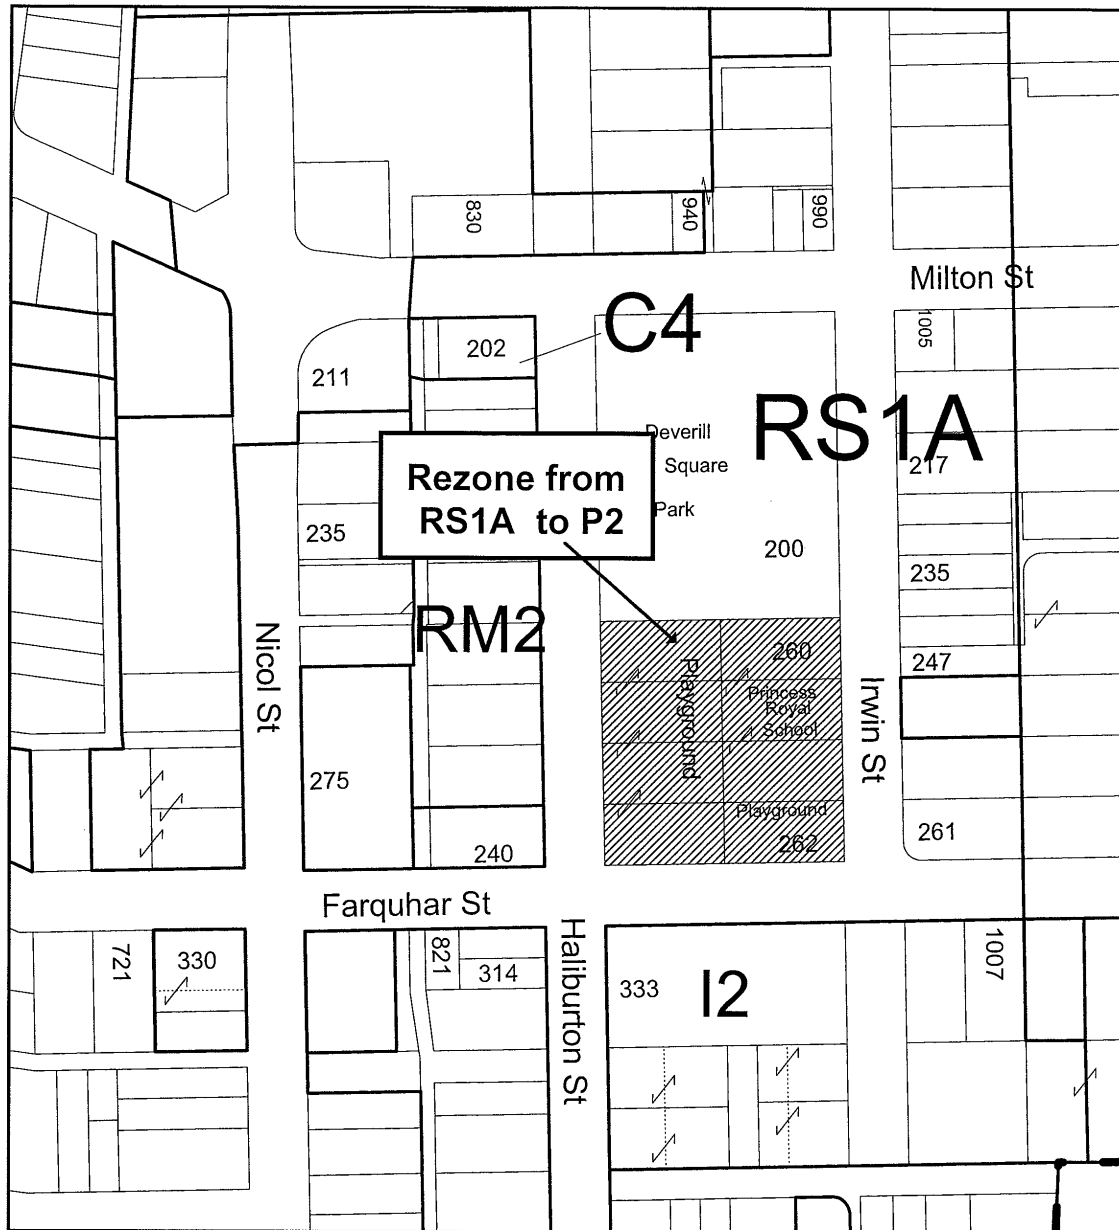 830
940
990
Milton St
C4
1005
202
211
RS1A
Deverill
Square
Park
217
Rezone from
RS1A to P2
235
200
235
RM2
Nicol St
Playground
260
247
Princess
Royal
School
Irwin St
275
Playground
262
261
240
Farquhar St
Haliburton St
721
330
821
314
333
I2
1007